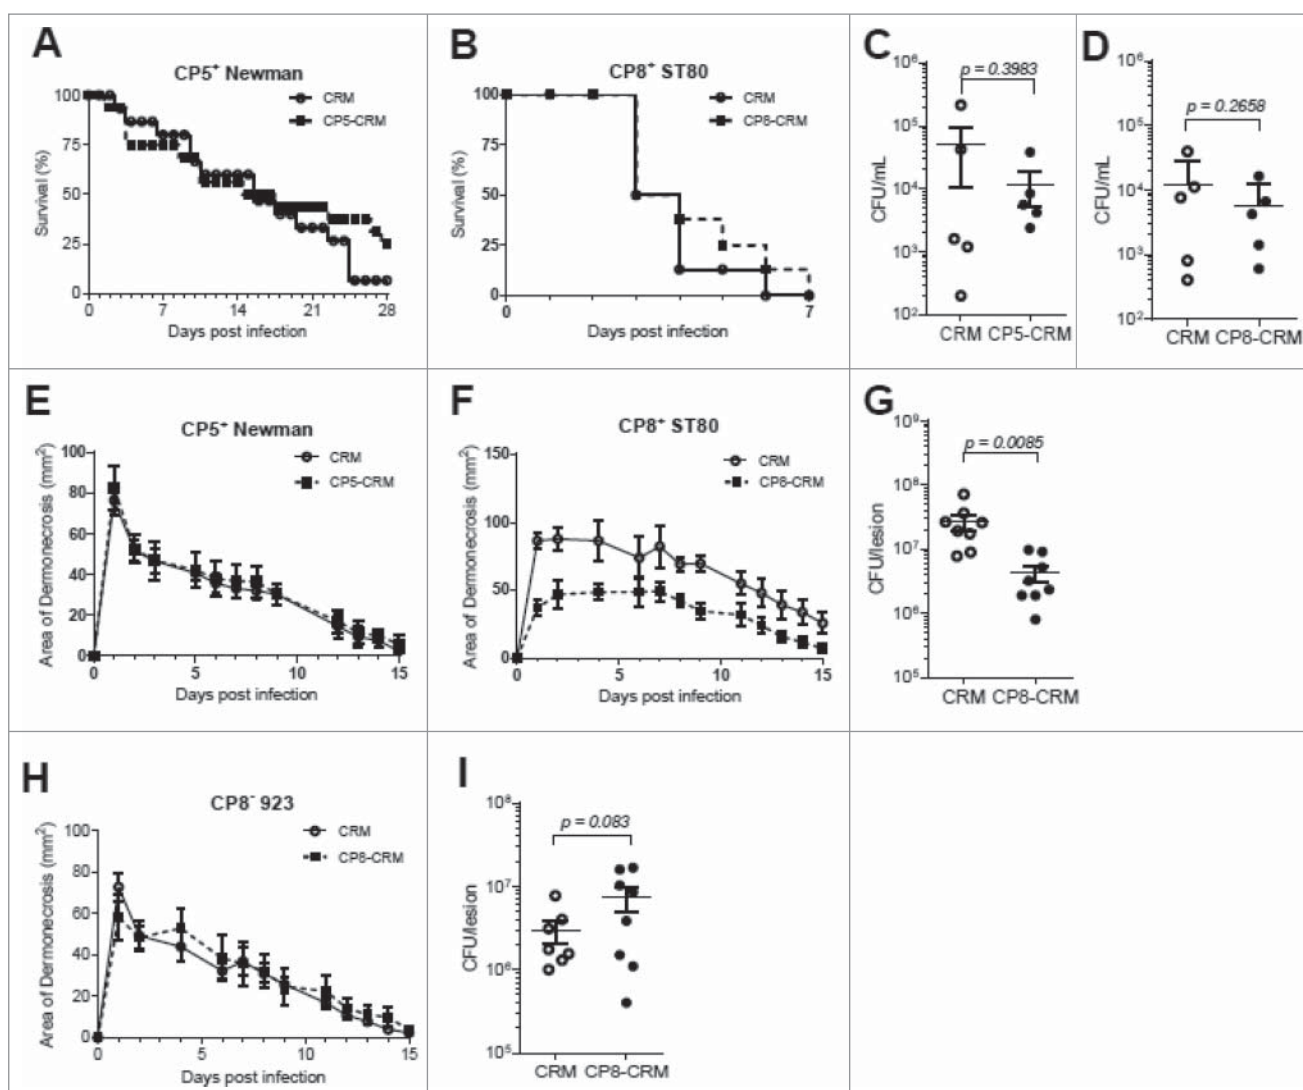 A
CP5⁺ Newman
CRM
CP5-CRM
Survival (%)
100
75
50
25
0
0 7 14 21 28
Days post infection
B
CP8⁺ ST80
CRM
CP8-CRM
Survival (%)
100
75
50
25
0
0 7
Days post infection
C
p = 0.3983
CFU/mL
10⁶
10⁵
10⁴
10³
10²
CRM CP5-CRM
D
p = 0.2658
CFU/mL
10⁶
10⁵
10⁴
10³
10²
CRM CP8-CRM
E
CP5⁺ Newman
CRM
CP5-CRM
Area of Dermonecrosis (mm²)
100
80
60
40
20
0
0 5 10 15
Days post infection
F
CP8⁺ ST80
CRM
CP8-CRM
Area of Dermonecrosis (mm²)
150
100
50
0
0 5 10 15
Days post infection
G
p = 0.0085
CFU/lesion
10⁹
10⁸
10⁷
10⁶
10⁵
CRM CP8-CRM
H
CP8⁻ 923
CRM
CP8-CRM
Area of Dermonecrosis (mm²)
100
80
60
40
20
0
0 5 10 15
Days post infection
I
p = 0.083
CFU/lesion
10⁸
10⁷
10⁶
10⁵
CRM CP8-CRM